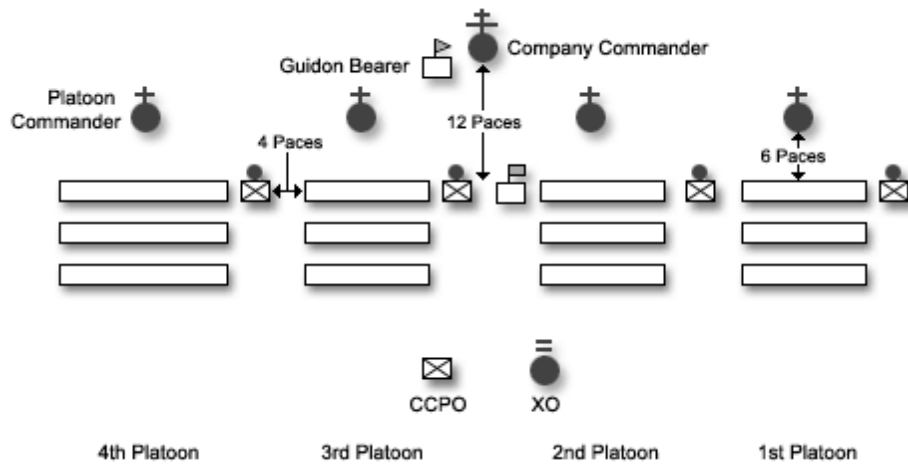 Company Commander
Guidon Bearer
Platoon
Commander
12 Paces
4 Paces
6 Paces
CCPO
XO
4th Platoon
3rd Platoon
2nd Platoon
1st Platoon